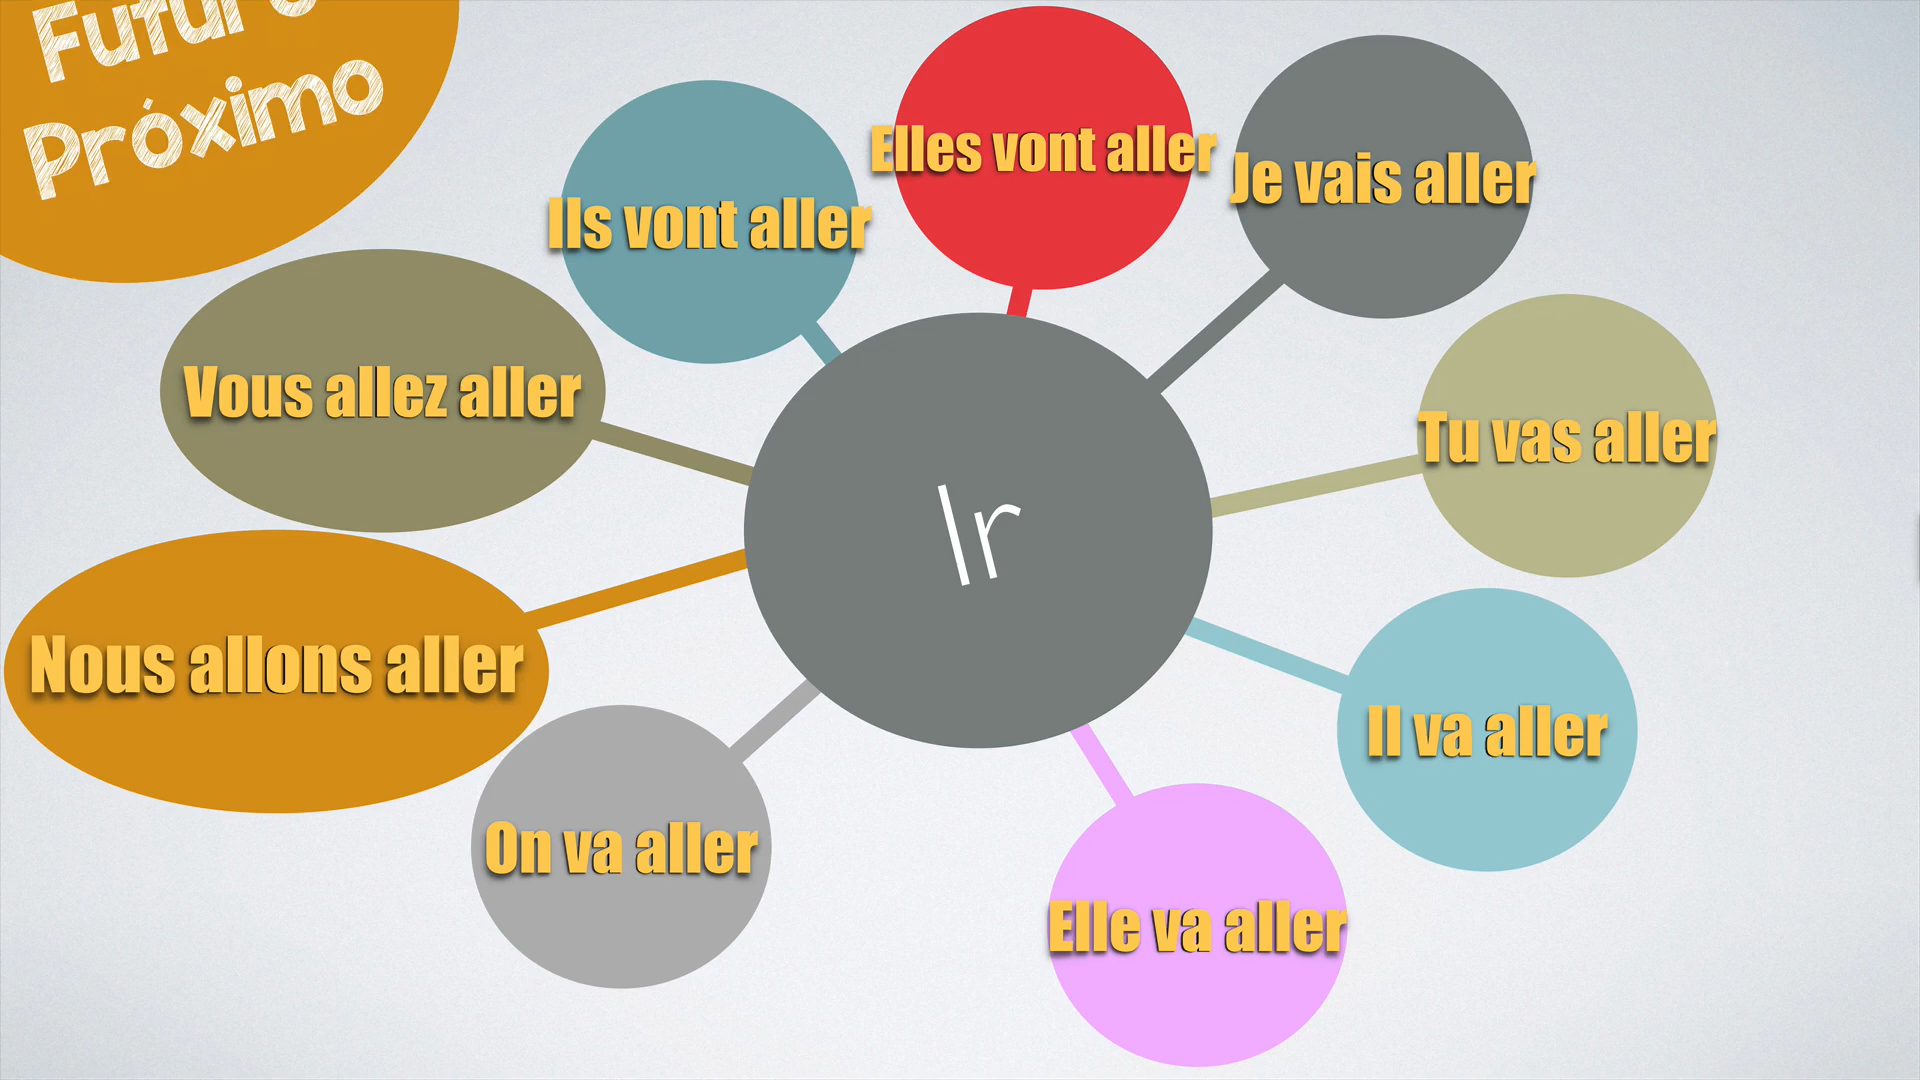 Futuro
Próximo
Elles vont aller
Je vais aller
Ils vont aller
Vous allez aller
Tu vas aller
Ir
Nous allons aller
Il va aller
On va aller
Elle va aller